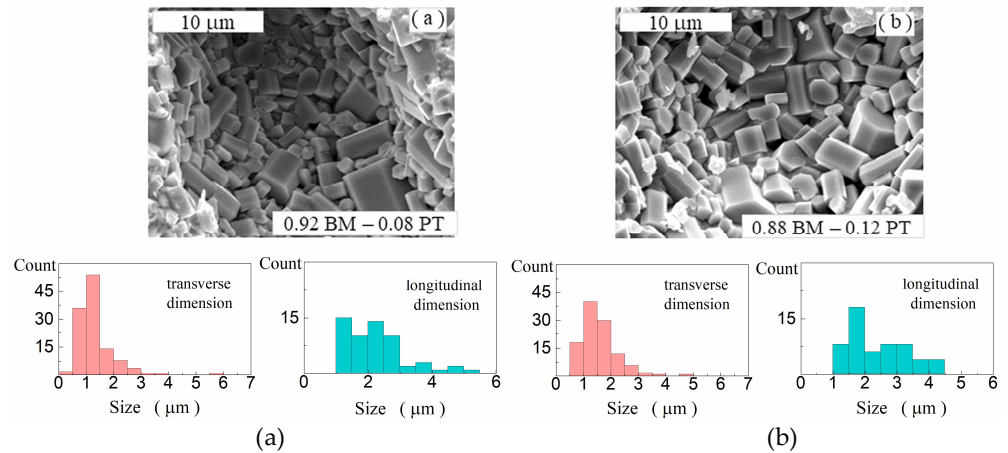 10 μm
( a )
0.92 BM – 0.08 PT
10 μm
( b )
0.88 BM – 0.12 PT
Count
45
30
15
transverse
dimension
0 1 2 3 4 5 6 7
Size ( μm )
Count
15
longitudinal
dimension
0 2 4 6
Size ( μm )
(a)
Count
45
30
15
transverse
dimension
0 1 2 3 4 5 6 7
Size ( μm )
Count
15
longitudinal
dimension
0 1 2 3 4 5 6
Size ( μm )
(b)